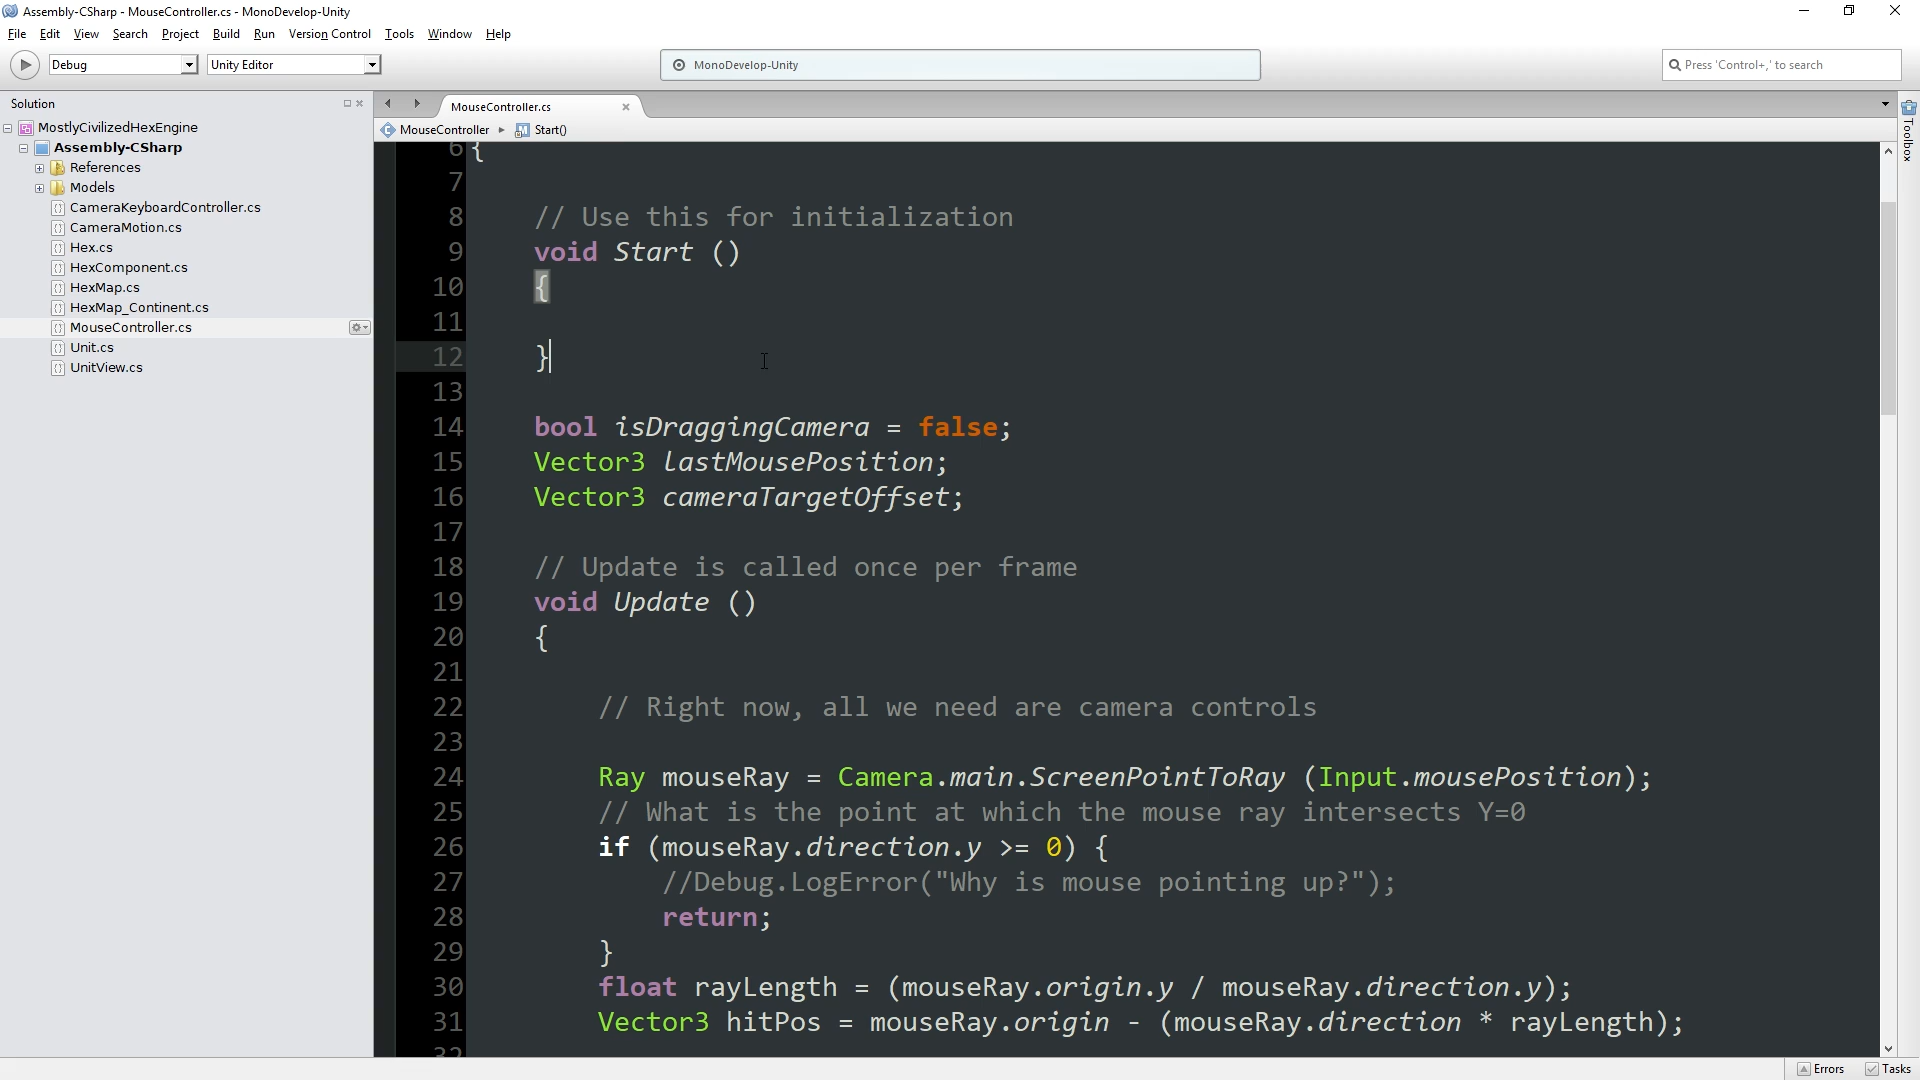 Assembly-CSharp - MouseController.cs - MonoDevelop-Unity
File Edit View Search Project Build Run Version Control Tools Window Help
Debug Unity Editor MonoDevelop-Unity Press 'Control+,' to search
Solution
MostlyCivilizedHexEngine
Assembly-CSharp
References
Models
CameraKeyboardController.cs
CameraMotion.cs
Hex.cs
HexComponent.cs
HexMap.cs
HexMap_Continent.cs
MouseController.cs
Unit.cs
UnitView.cs
MouseController.cs
MouseController Start()
6 {
7
8 // Use this for initialization
9 void Start ()
10 {
11
12 }
13
14 bool isDraggingCamera = false;
15 Vector3 lastMousePosition;
16 Vector3 cameraTargetOffset;
17
18 // Update is called once per frame
19 void Update ()
20 {
21
22 // Right now, all we need are camera controls
23
24 Ray mouseRay = Camera.main.ScreenPointToRay (Input.mousePosition);
25 // What is the point at which the mouse ray intersects Y=0
26 if (mouseRay.direction.y >= 0) {
27 //Debug.LogError("Why is mouse pointing up?");
28 return;
29 }
30 float rayLength = (mouseRay.origin.y / mouseRay.direction.y);
31 Vector3 hitPos = mouseRay.origin - (mouseRay.direction * rayLength);
32
Toolbox
Errors Tasks